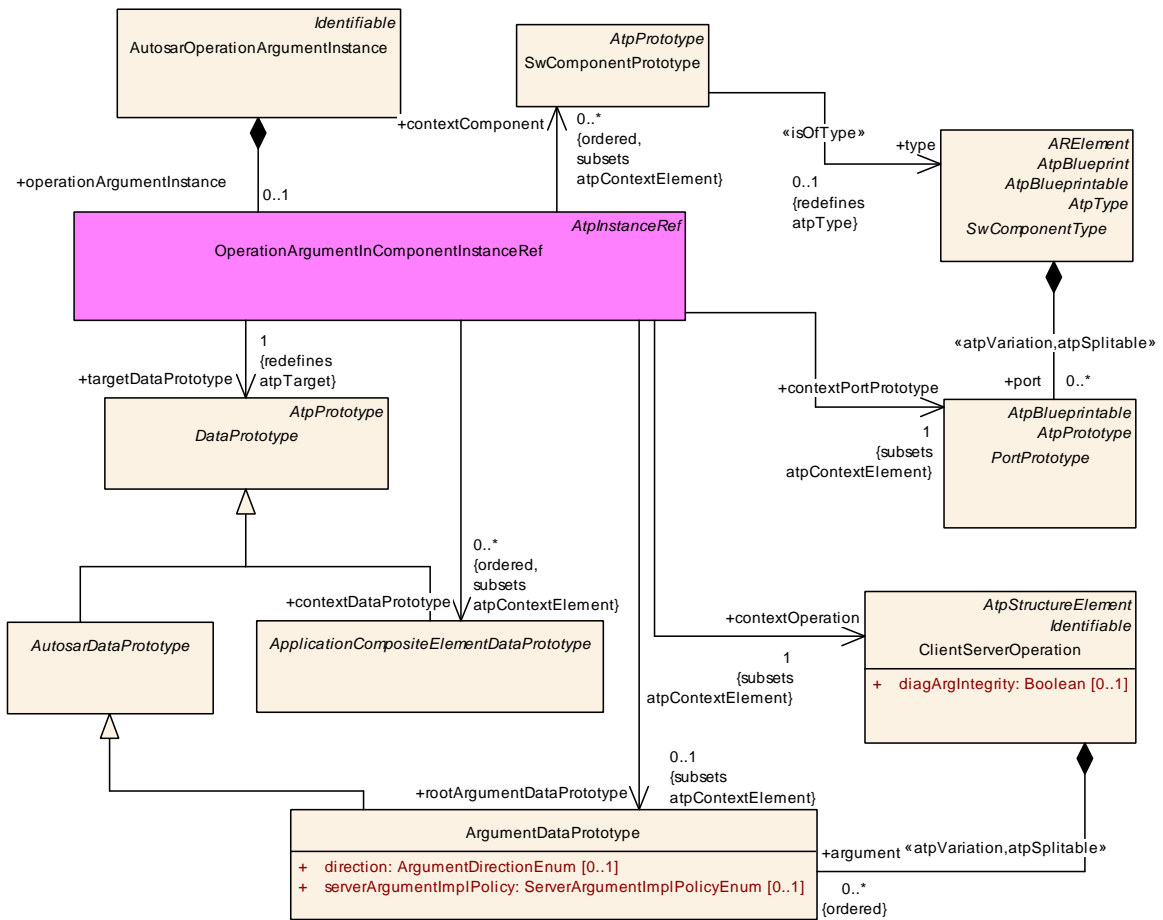 Identifiable
AutosarOperationArgumentInstance
AtpPrototype
SwComponentPrototype
+contextComponent
0..*
{ordered,
subsets
atpContextElement}
«isOfType»
+type
0..1
{redefines
atpType}
ARElement
AtpBlueprint
AtpBlueprintable
AtpType
SwComponentType
+operationArgumentInstance
0..1
AtpInstanceRef
OperationArgumentInComponentInstanceRef
«atpVariation,atpSplitable»
+port 0..*
1
{redefines
atpTarget}
+targetDataPrototype
+contextPortPrototype
1
{subsets
atpContextElement}
AtpPrototype
DataPrototype
AtpBlueprintable
AtpPrototype
PortPrototype
0..*
{ordered,
subsets
atpContextElement}
+contextDataPrototype
+contextOperation
1
{subsets
atpContextElement}
AutosarDataPrototype
ApplicationCompositeElementDataPrototype
AtpStructureElement
Identifiable
ClientServerOperation
+ diagArgIntegrity: Boolean [0..1]
0..1
{subsets
atpContextElement}
+rootArgumentDataPrototype
ArgumentDataPrototype
+ direction: ArgumentDirectionEnum [0..1]
+ serverArgumentImplPolicy: ServerArgumentImplPolicyEnum [0..1]
+argument «atpVariation,atpSplitable»
0..*
{ordered}